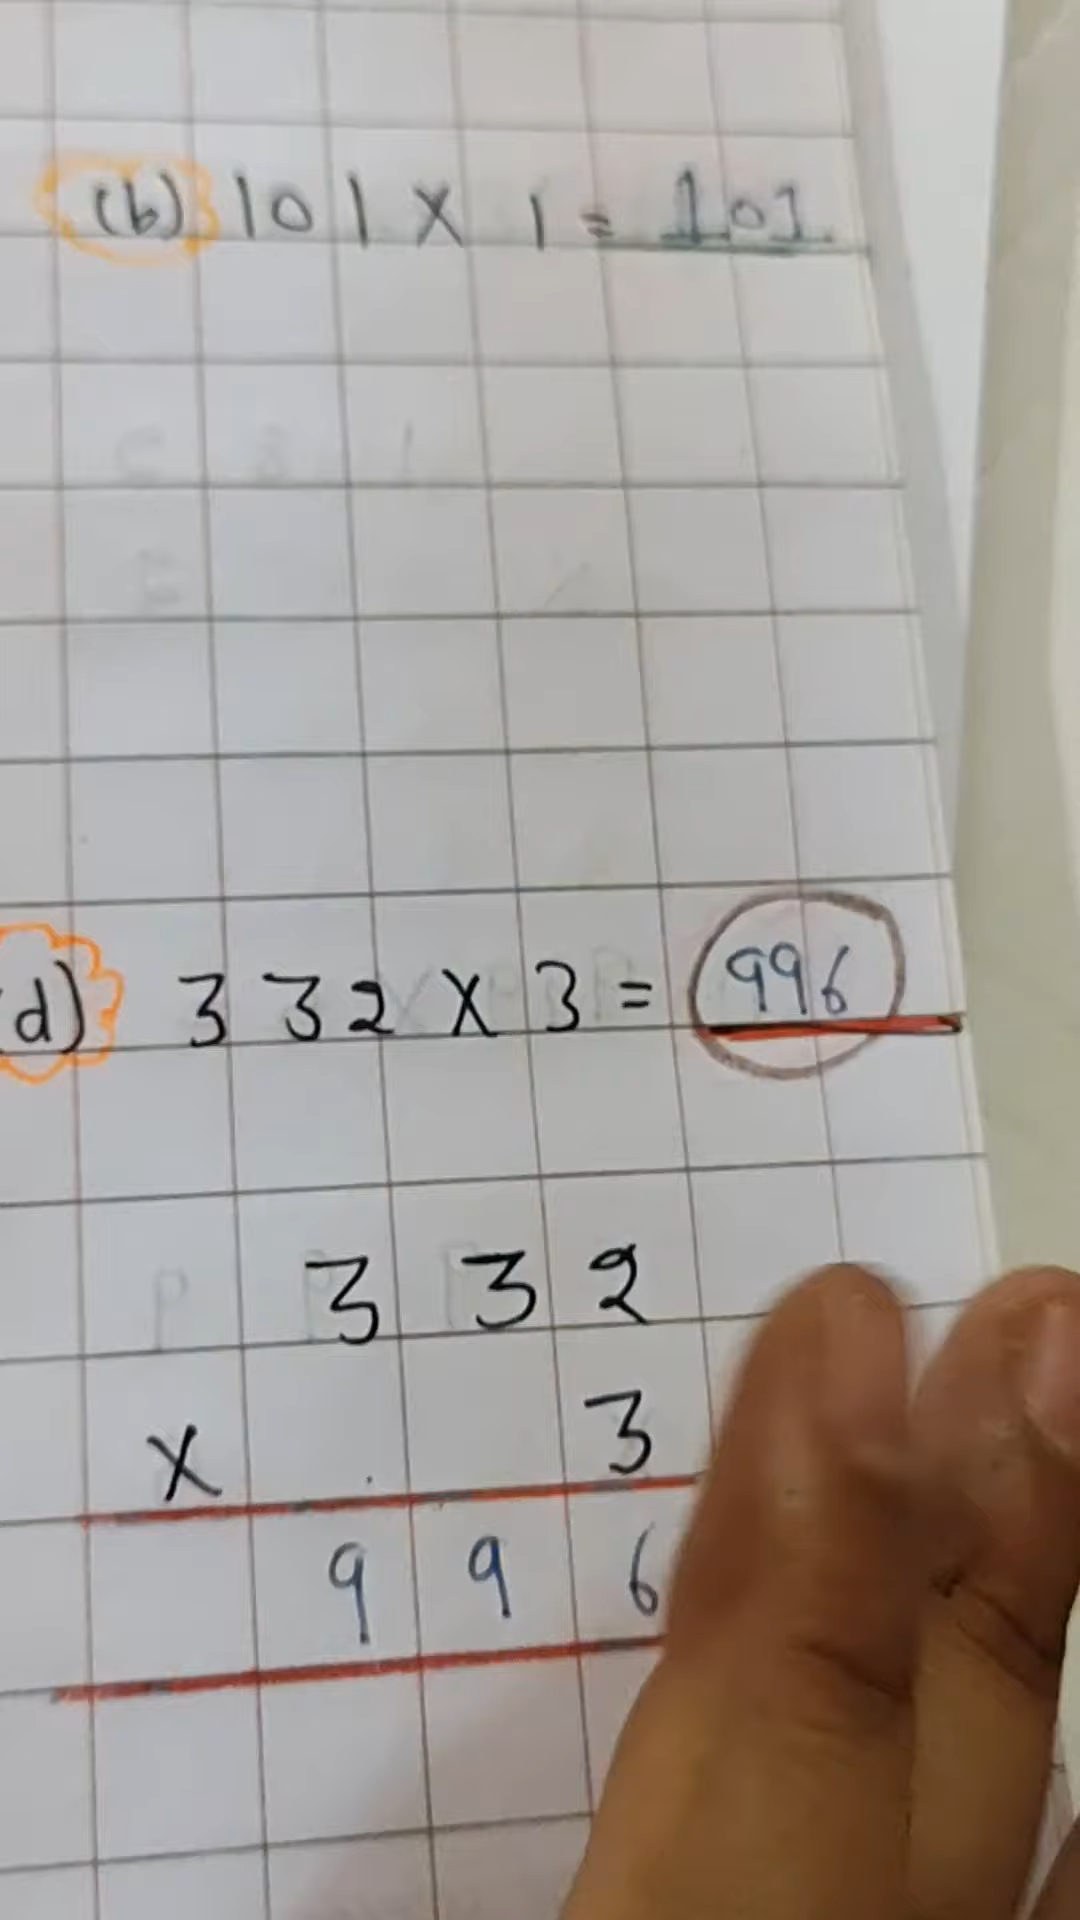 (b) 101 X 1 = 101
(d) 332 X 3 = 996
332
X 3
996